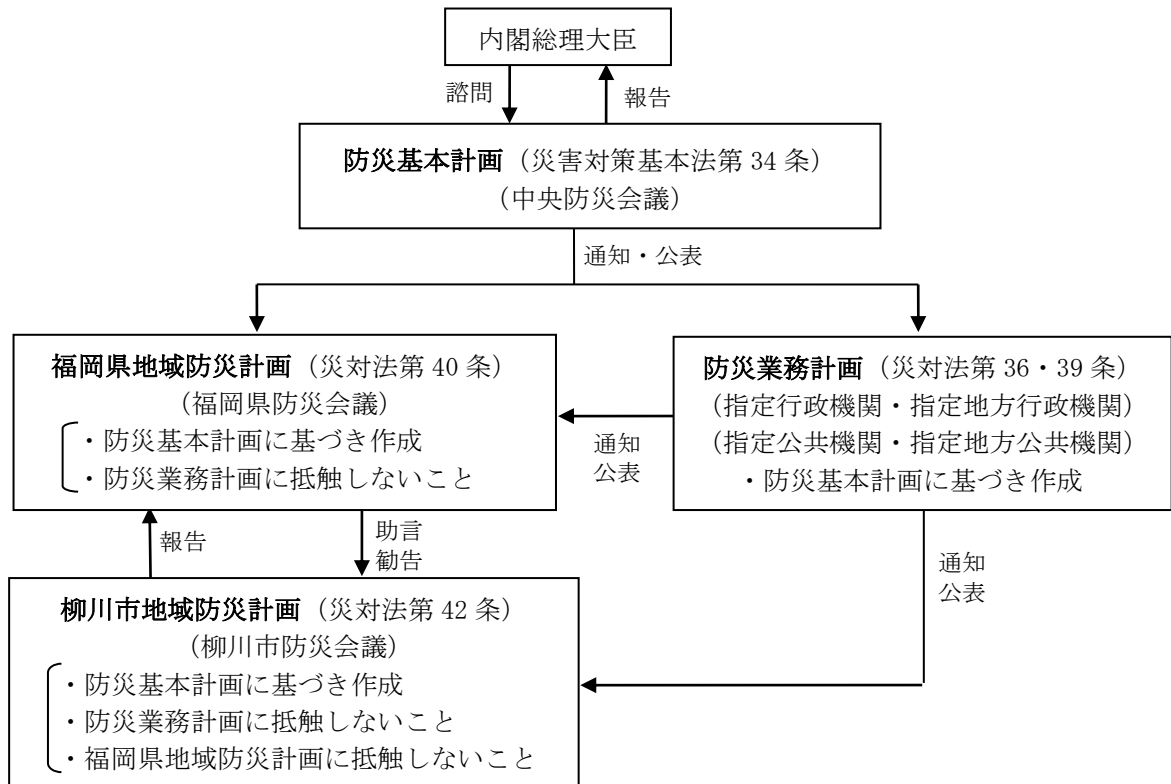 内閣総理大臣
諮問
報告
防災基本計画（災害対策基本法第 34 条）
（中央防災会議）
通知・公表
福岡県地域防災計画（災対法第 40 条）
（福岡県防災会議）
・防災基本計画に基づき作成
・防災業務計画に抵触しないこと
防災業務計画（災対法第 36・39 条）
（指定行政機関・指定地方行政機関）
（指定公共機関・指定地方公共機関）
・防災基本計画に基づき作成
通知
公表
報告
助言
勧告
通知
公表
柳川市地域防災計画（災対法第 42 条）
（柳川市防災会議）
・防災基本計画に基づき作成
・防災業務計画に抵触しないこと
・福岡県地域防災計画に抵触しないこと